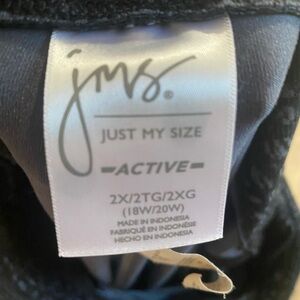 jms®
JUST MY SIZE
ACTIVE
2X/2TG/2XG
(18W/20W)
MADE IN INDONESIA
FABRIQUÉ EN INDONÉSIE
HECHO EN INDONESIA